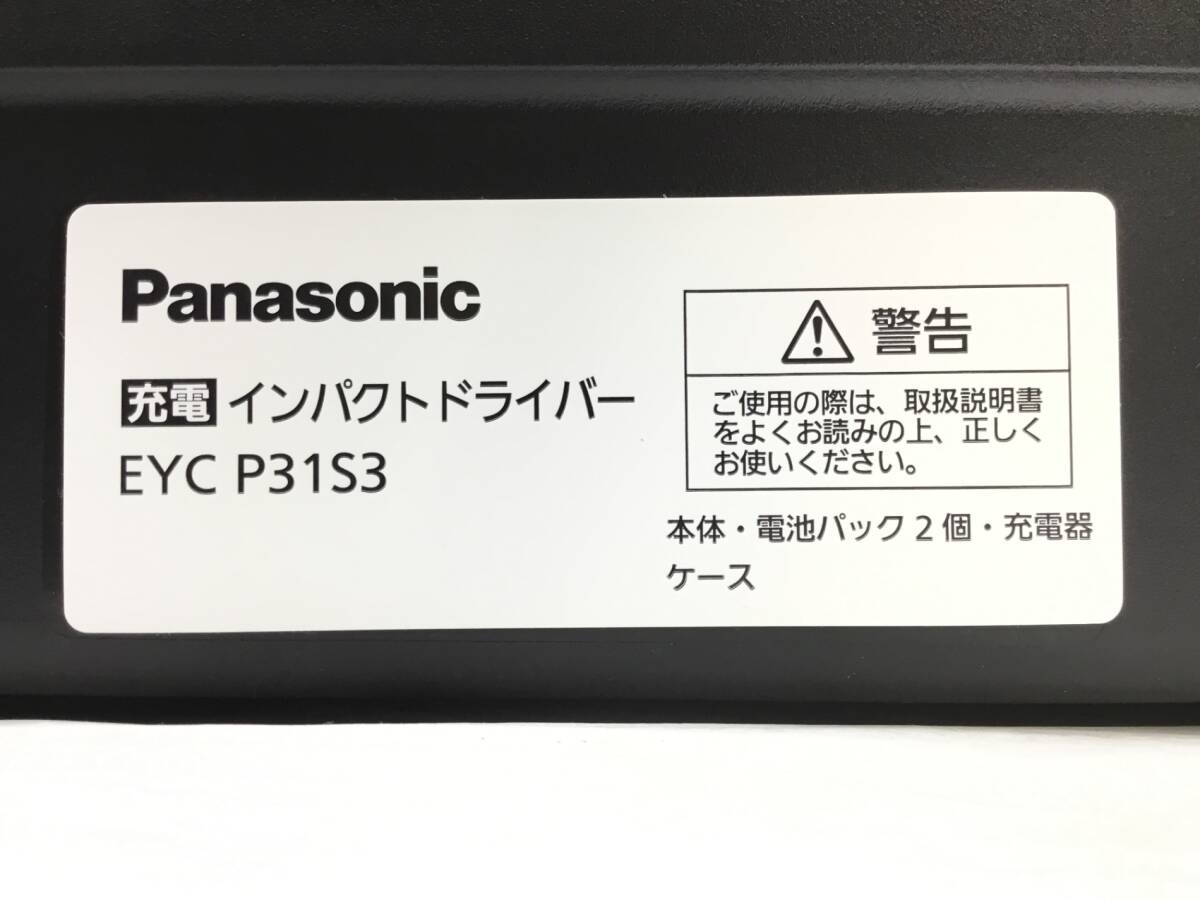 Panasonic
充電 インパクトドライバー
EYC P31S3
警告
ご使用の際は、取扱説明書
をよくお読みの上、正しく
お使いください。
本体・電池パック2個・充電器
ケース